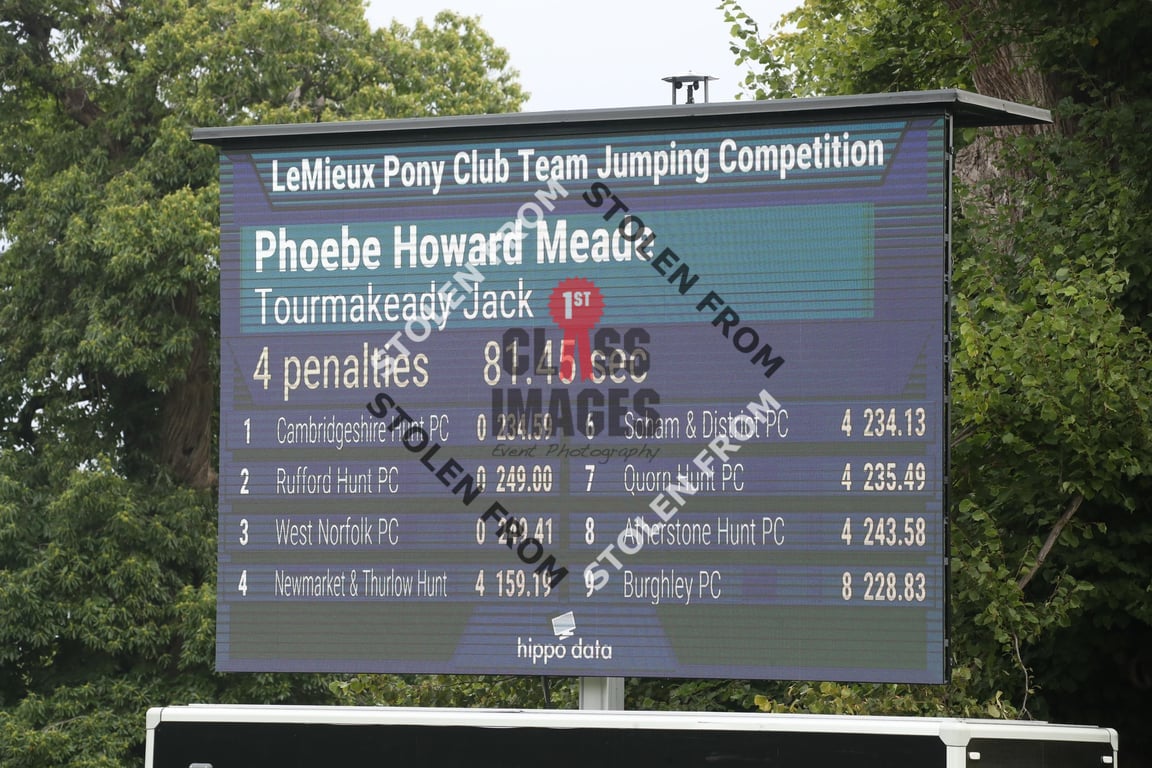 LeMieux Pony Club Team Jumping Competition
Phoebe Howard Meade
Tourmakeady Jack
4 penalties 81.45 sec
1 Cambridgeshire Hunt PC 0 234.59
6 Soham & District PC 4 234.13
2 Rufford Hunt PC 0 249.00
7 Quorn Hunt PC 4 235.49
3 West Norfolk PC 0
8 Atherstone Hunt PC 4 243.58
4 Newmarket & Thurlow Hunt 4 159.19
9 Burghley PC 8 228.83
hippo data
STOLEN FROM
STOLEN FROM
STOLEN FROM
STOLEN FROM
1ST
CLASS
IMAGES
Event Photography